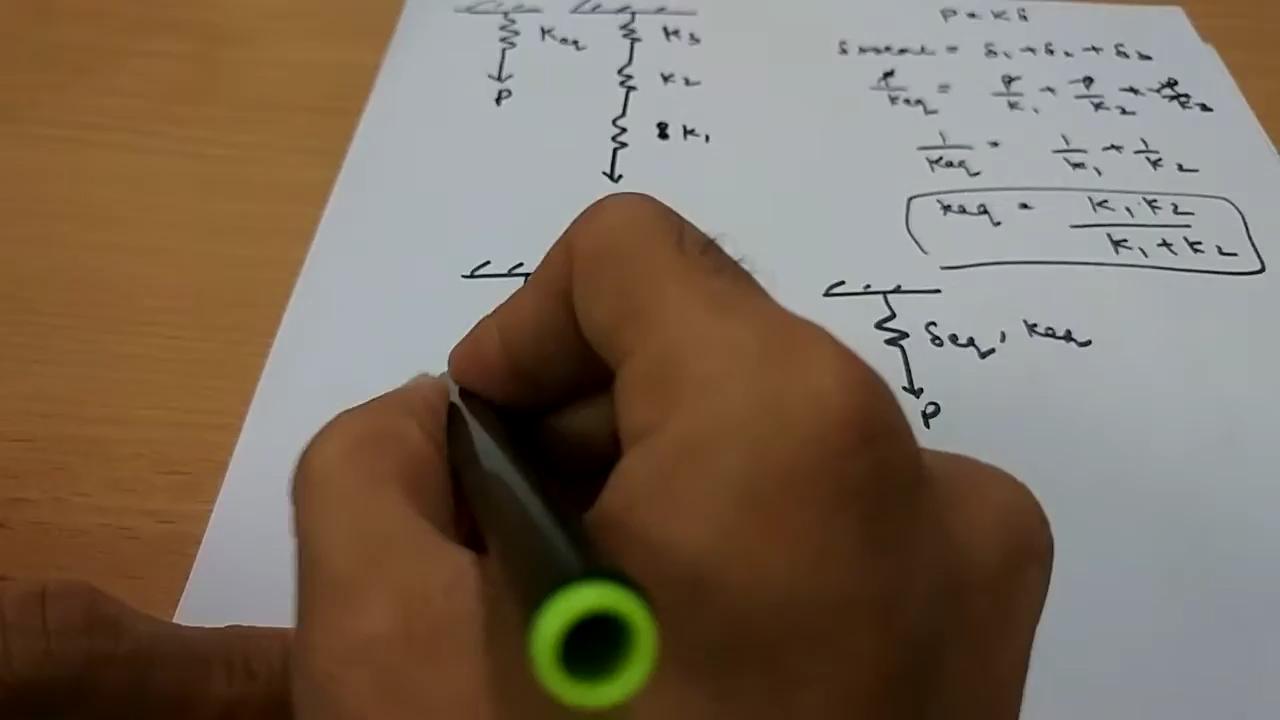 Keq
P
K3
K2
K1
P = Kδ
δtotal = δ1 + δ2 + δ3
P/Keq = P/K1 + P/K2 + P/K3
1/Keq = 1/K1 + 1/K2
Keq = K1 K2 / K1 + K2
δeq, Keq
P